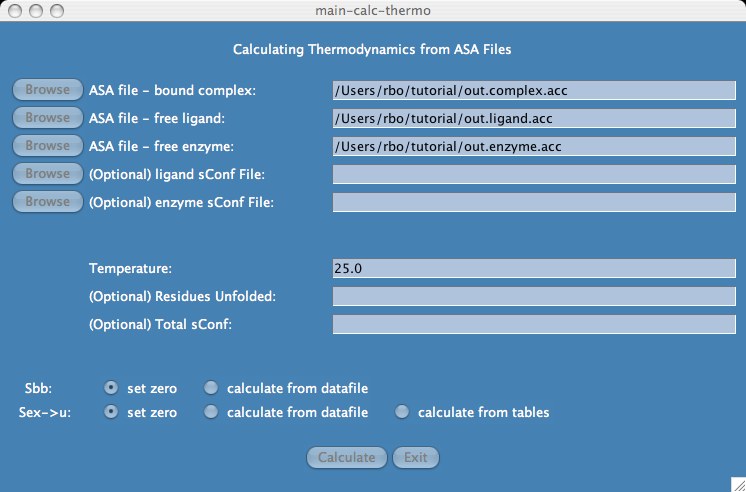 main-calc-thermo
Calculating Thermodynamics from ASA Files
Browse ASA file - bound complex: /Users/rbo/tutorial/out.complex.acc
Browse ASA file - free ligand: /Users/rbo/tutorial/out.ligand.acc
Browse ASA file - free enzyme: /Users/rbo/tutorial/out.enzyme.acc
Browse (Optional) ligand sConf File:
Browse (Optional) enzyme sConf File:
Temperature: 25.0
(Optional) Residues Unfolded:
(Optional) Total sConf:
Sbb: set zero calculate from datafile
Sex->u: set zero calculate from datafile calculate from tables
Calculate Exit